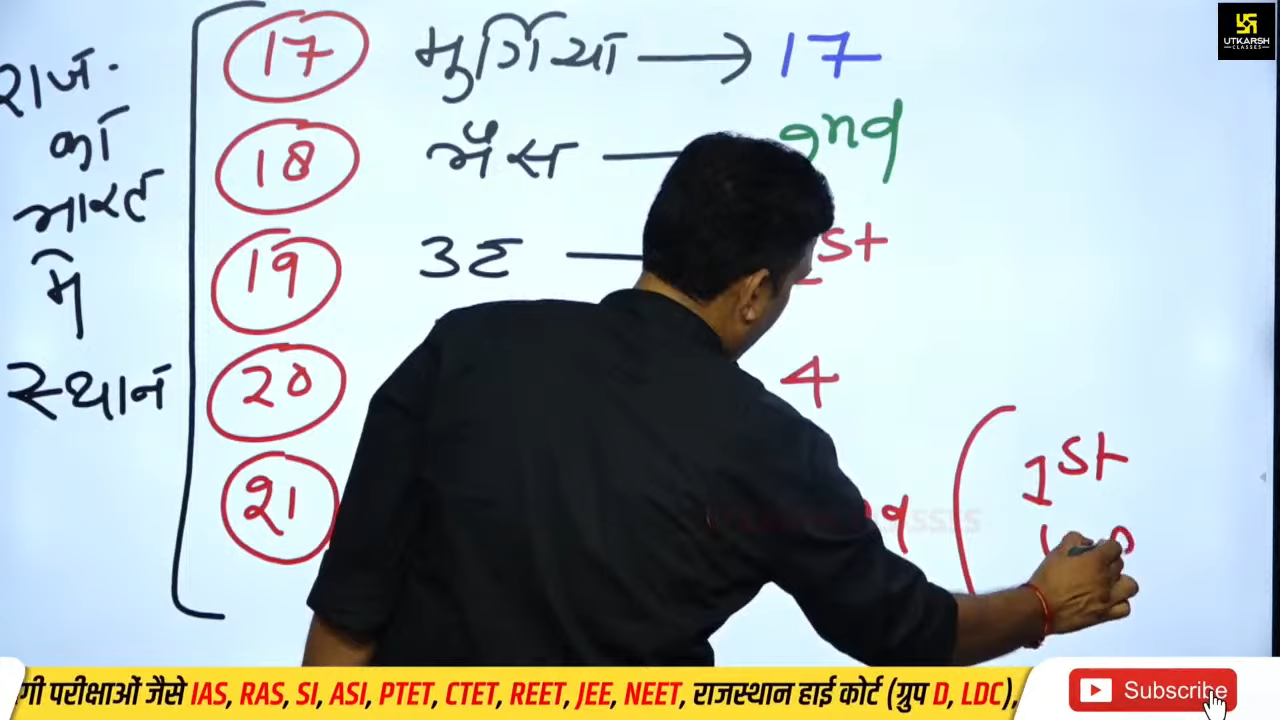 UTKARSH
CLASSES
राज.
का
भारत
में
स्थान
17 मुर्गिया → 17
18 भैंस — 2nd
19 ऊंट — 1st
20 4
21
1st
गी परीक्षाओं जैसे IAS, RAS, SI, ASI, PTET, CTET, REET, JEE, NEET, राजस्थान हाई कोर्ट (ग्रुप D, LDC),
Subscribe